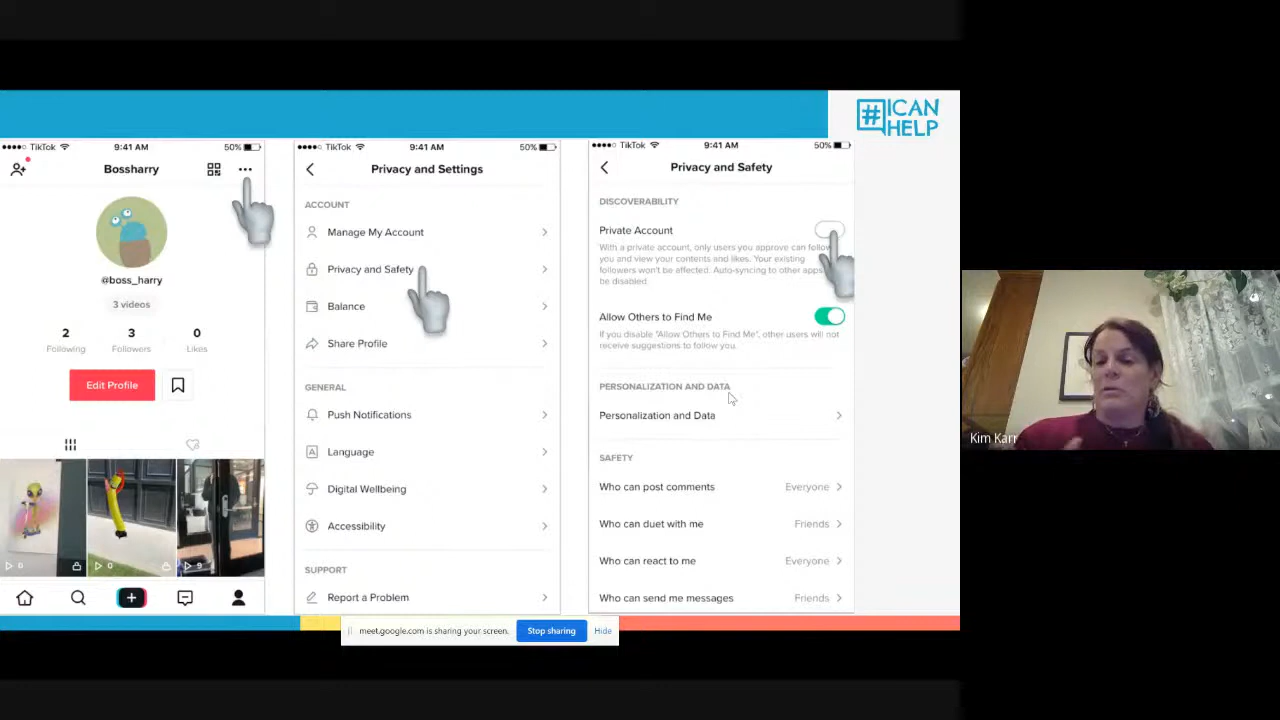 #ICAN
HELP
TikTok 9:41 AM 50%
Bossharry
@boss_harry
3 videos
2 3 0
Following Followers Likes
Edit Profile
0 0 9
TikTok 9:41 AM 50%
Privacy and Settings
ACCOUNT
Manage My Account
Privacy and Safety
Balance
Share Profile
GENERAL
Push Notifications
Language
Digital Wellbeing
Accessibility
SUPPORT
Report a Problem
TikTok 9:41 AM 50%
Privacy and Safety
DISCOVERABILITY
Private Account
With a private account, only users you approve can follow
you and view your contents and likes. Your existing
followers won't be affected. Auto-syncing to other apps
be disabled.
Allow Others to Find Me
If you disable "Allow Others to Find Me", other users will not
receive suggestions to follow you.
PERSONALIZATION AND DATA
Personalization and Data
SAFETY
Who can post comments Everyone
Who can duet with me Friends
Who can react to me Everyone
Who can send me messages Friends
meet.google.com is sharing your screen. Stop sharing Hide
Kim Karr